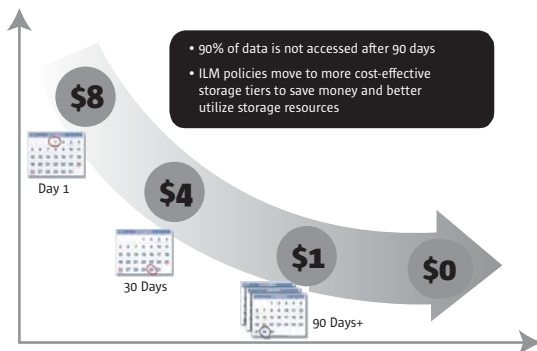 • 90% of data is not accessed after 90 days
• ILM policies move to more cost-effective
storage tiers to save money and better
utilize storage resources
$8
Day 1
$4
30 Days
$1
90 Days+
$0